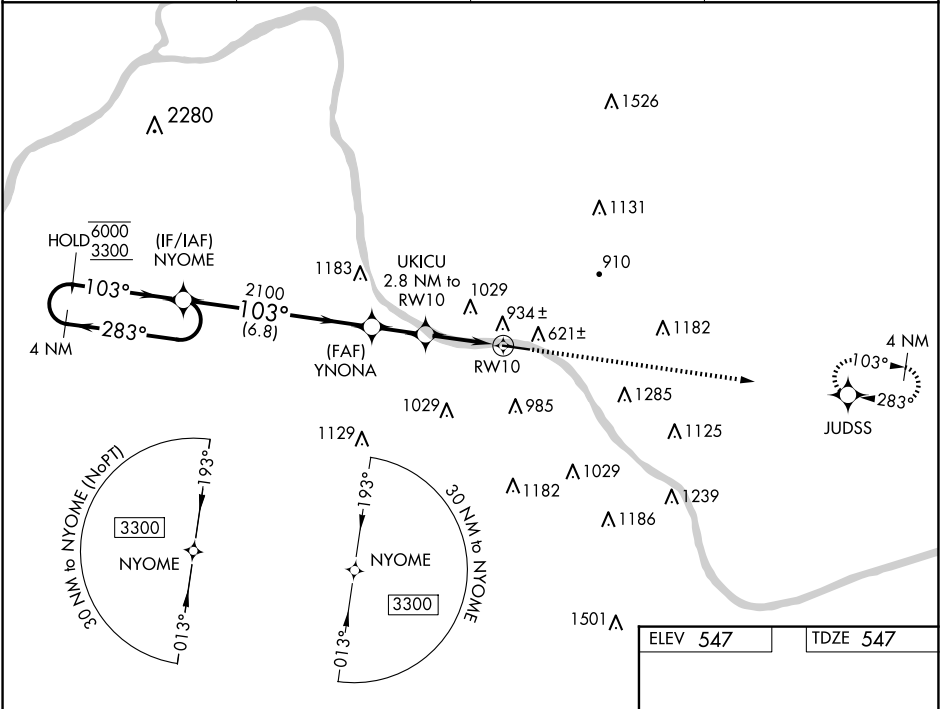 2280
1526
1131
910
HOLD 6000
3300
(IF/IAF)
NYOME
103°
283°
4 NM
2100
103°
(6.8)
1183
UKICU
2.8 NM to
RW10
1029
934 ±
621±
RW10
(FAF)
YNONA
1182
4 NM
103°
283°
JUDSS
1285
1125
1029
985
1129
1182
1029
1239
1186
1501
30 NM to NYOME (NoPT)
193°
3300
NYOME
013°
30 NM to NYOME
193°
NYOME
3300
013°
ELEV 547
TDZE 547